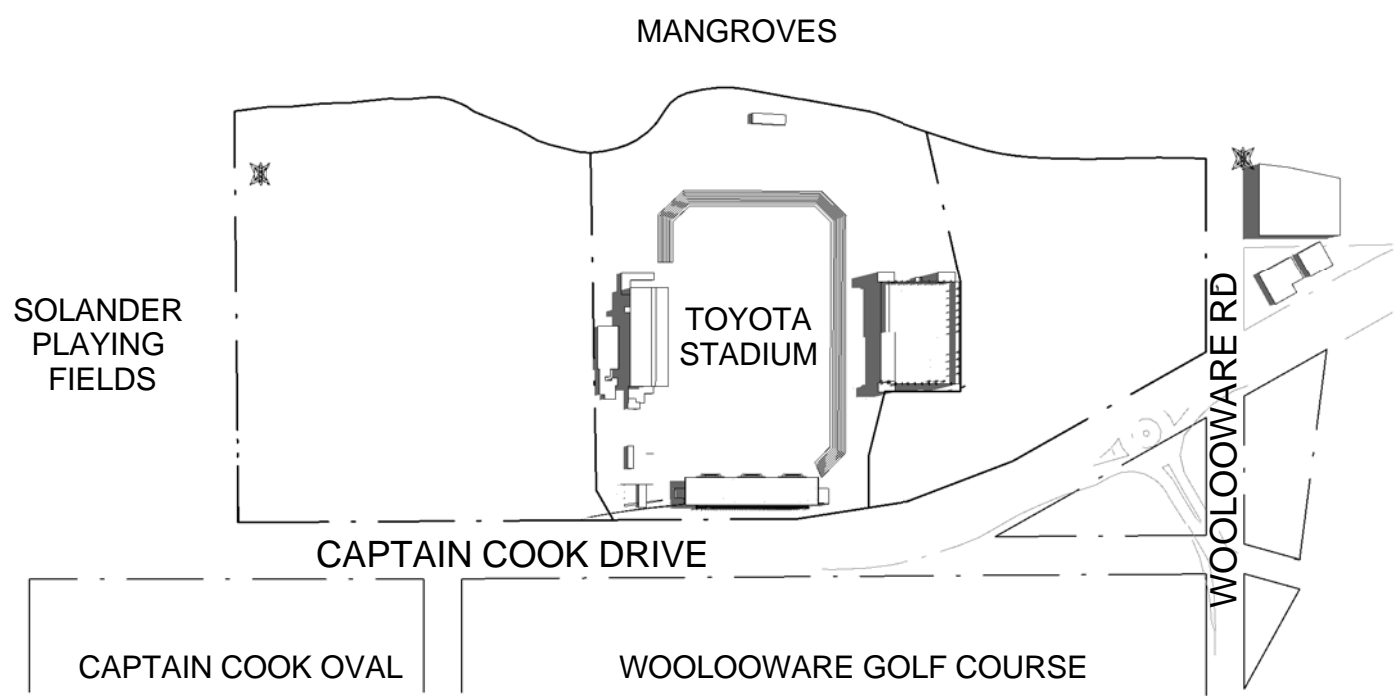 MANGROVES
SOLANDER
PLAYING
FIELDS
TOYOTA
STADIUM
WOOLOOWARE RD
CAPTAIN COOK DRIVE
CAPTAIN COOK OVAL
WOOLOOWARE GOLF COURSE